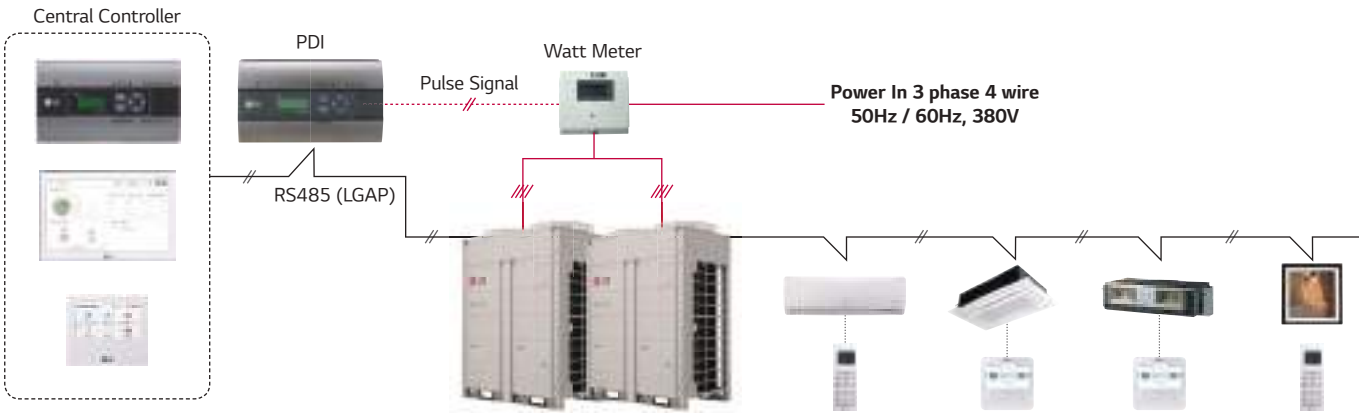 Central Controller
PDI
Watt Meter
Pulse Signal
Power In 3 phase 4 wire
50Hz / 60Hz, 380V
RS485 (LGAP)